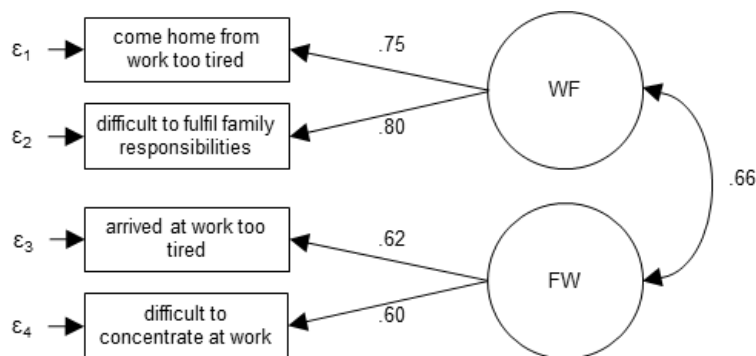 come home from
work too tired
ε1
.75
WF
difficult to fulfil family
responsibilities
ε2
.80
.66
arrived at work too
tired
ε3
.62
FW
difficult to
concentrate at work
ε4
.60